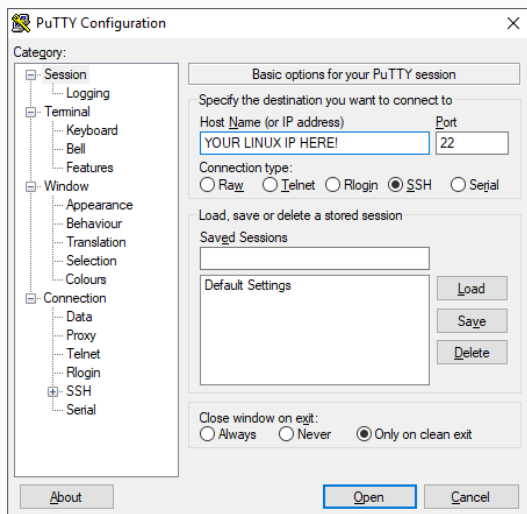 PuTTY Configuration
Category:
Session
Logging
Terminal
Keyboard
Bell
Features
Window
Appearance
Behaviour
Translation
Selection
Colours
Connection
Data
Proxy
Telnet
Rlogin
SSH
Serial
Basic options for your PuTTY session
Specify the destination you want to connect to
Host Name (or IP address) Port
YOUR LINUX IP HERE! 22
Connection type:
Raw Telnet Rlogin SSH Serial
Load, save or delete a stored session
Saved Sessions
Default Settings
Load
Save
Delete
Close window on exit:
Always Never Only on clean exit
About Open Cancel